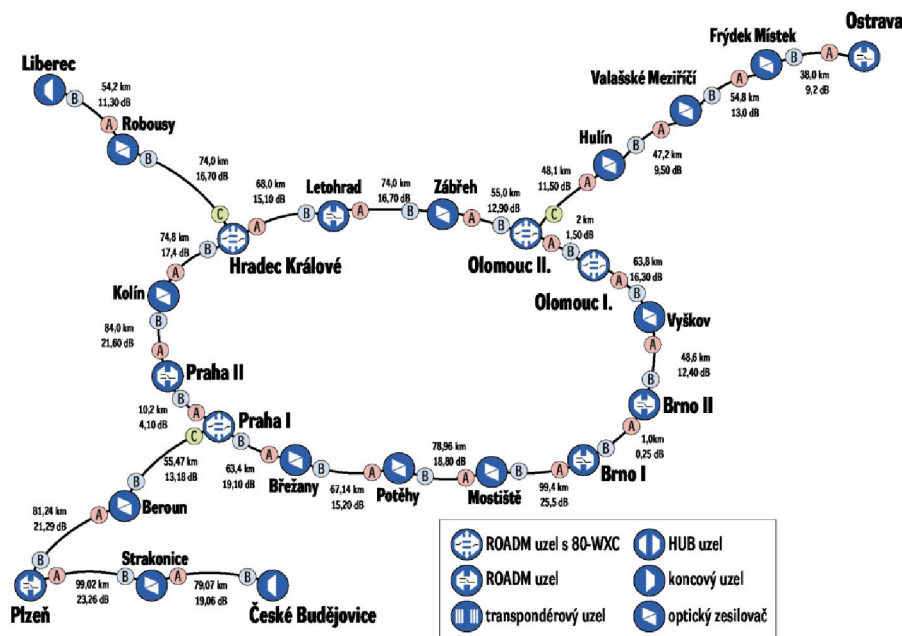 Ostrava
Frýdek Místek
B
A
38,0 km
9,2 dB
Valašské Meziříčí
A
54,8 km
13,0 dB
B
Liberec
B
54,2 km
11,30 dB
A
Robousy
B
Hulín
B
A
47,2 km
9,50 dB
74,0 km
16,70 dB
C
68,0 km
15,10 dB
Letohrad
B
A
A
74,0 km
16,70 dB
B
Zábřeh
A
55,0 km
12,90 dB
B
48,1 km
11,50 dB
A
C
2 km
1,50 dB
A
B
Hradec Králové
Olomouc II.
Olomouc I.
63,8 km
16,30 dB
A
B
74,8 km
17,4 dB
B
A
Kolín
B
84,0 km
21,60 dB
A
Vyškov
A
48,6 km
12,40 dB
B
Praha II
B
10,2 km
4,10 dB
A
Praha I
C
B
Brno II
A
1,0km
0,25 dB
B
Brno I
55,47 km
13,18 dB
B
63,4 km
19,10 dB
A
Břežany
B
67,14 km
15,20 dB
A
Potěhy
B
78,96 km
18,80 dB
A
Mostiště
B
99,4 km
25,5 dB
A
Beroun
A
81,24 km
21,29 dB
B
Plzeň
A
99,02 km
23,26 dB
Strakonice
B
A
79,07 km
19,06 dB
B
České Budějovice
ROADM uzel s 80-WXC
HUB uzel
ROADM uzel
koncový uzel
transpondérový uzel
optický zesilovač